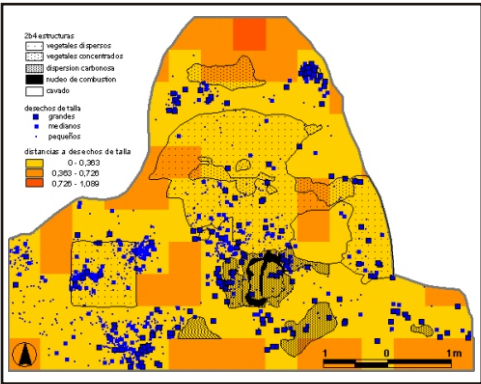 2b4 estructuras
vegetales dispersos
vegetales concentrados
dispersion carbonosa
nucleo de combustion
cavado
desechos de talla
grandes
medianos
pequeños
distancias a desechos de talla
0 - 0,363
0,363 - 0,726
0,726 - 1,089
1 0 1 m